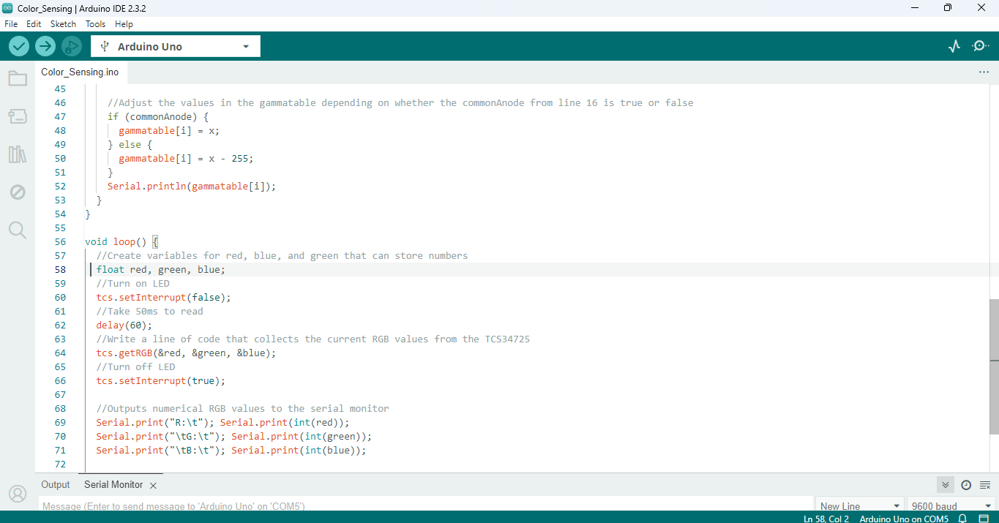 Color_Sensing | Arduino IDE 2.3.2
File Edit Sketch Tools Help
Arduino Uno
Color_Sensing.ino
45
46 //Adjust the values in the gammatable depending on whether the commonAnode from line 16 is true or false
47 if (commonAnode) {
48 gammatable[i] = x;
49 } else {
50 gammatable[i] = x - 255;
51 }
52 Serial.println(gammatable[i]);
53 }
54 }
55
56 void loop() {
57 //Create variables for red, blue, and green that can store numbers
58 float red, green, blue;
59 //Turn on LED
60 tcs.setInterrupt(false);
61 //Take 50ms to read
62 delay(60);
63 //Write a line of code that collects the current RGB values from the TCS34725
64 tcs.getRGB(&red, &green, &blue);
65 //Turn off LED
66 tcs.setInterrupt(true);
67
68 //Outputs numerical RGB values to the serial monitor
69 Serial.print("R:\t"); Serial.print(int(red));
70 Serial.print("\tG:\t"); Serial.print(int(green));
71 Serial.print("\tB:\t"); Serial.print(int(blue));
72
Output Serial Monitor
Message (Enter to send message to 'Arduino Uno' on 'COM5') New Line 9600 baud
Ln 58, Col 2 Arduino Uno on COM5